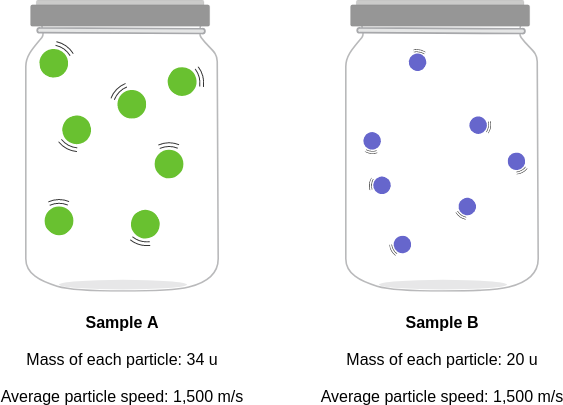 Sample A
Mass of each particle: 34 u
Average particle speed: 1,500 m/s
Sample B
Mass of each particle: 20 u
Average particle speed: 1,500 m/s